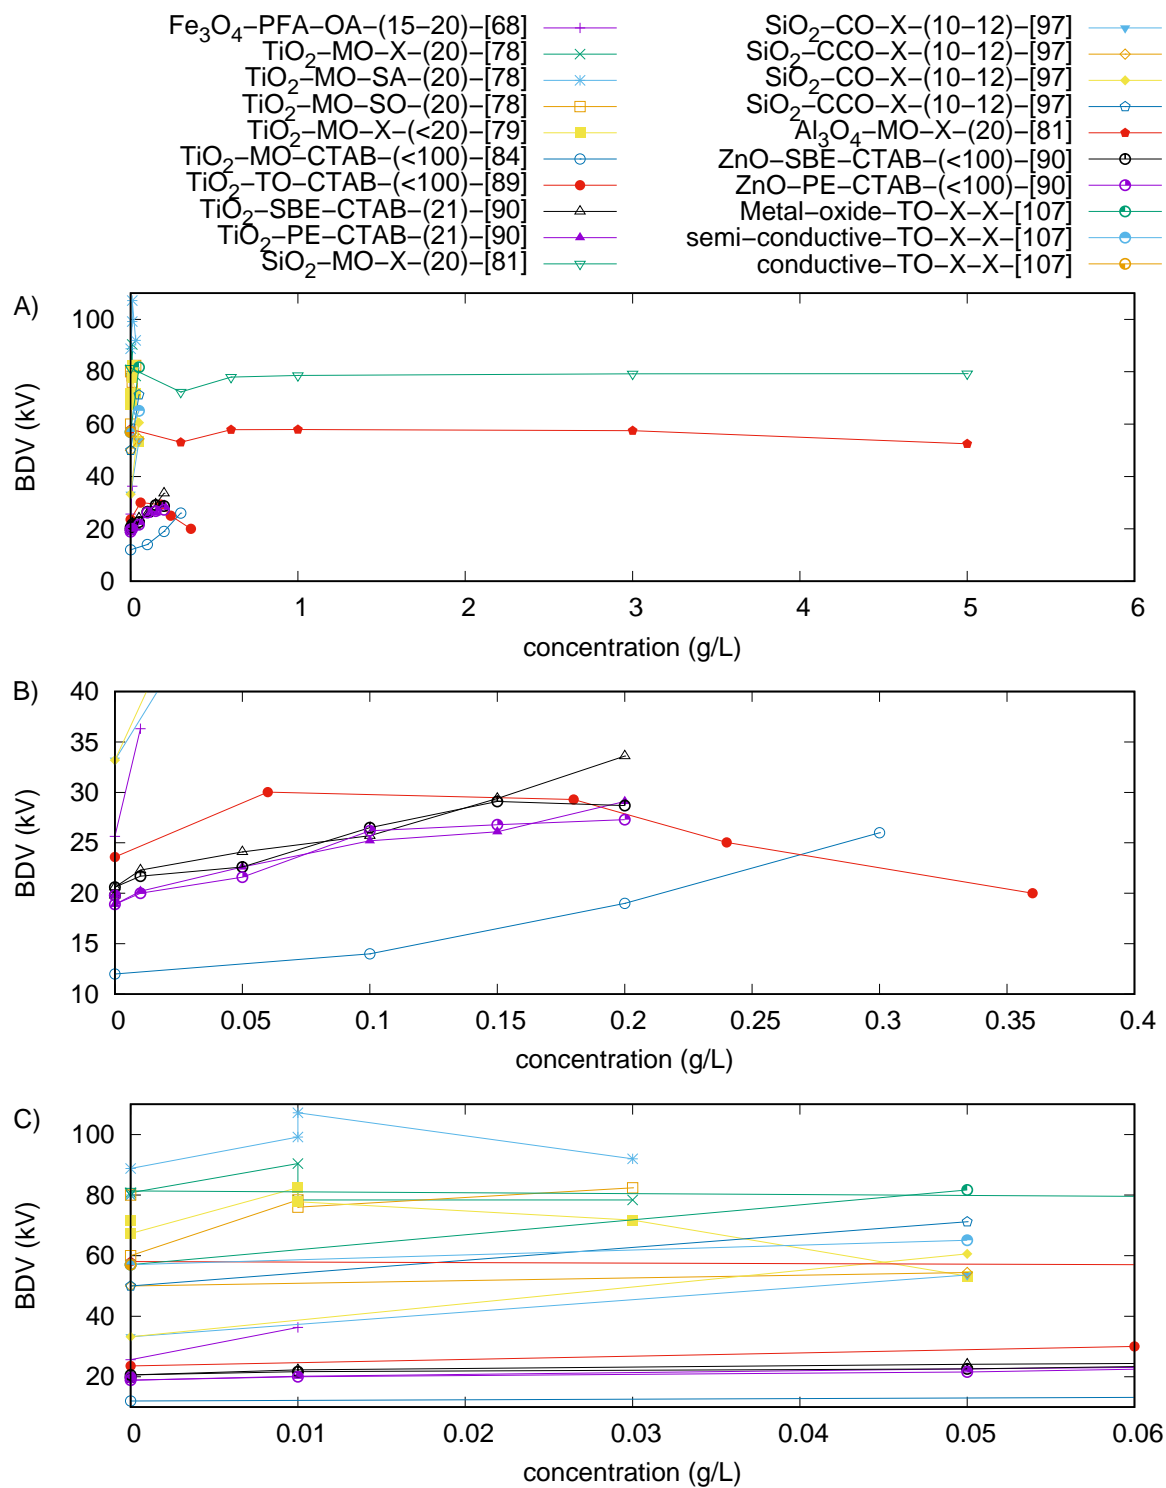 Fe₃O₄–PFA–OA–(15–20)–[68]
TiO₂–MO–X–(20)–[78]
TiO₂–MO–SA–(20)–[78]
TiO₂–MO–SO–(20)–[78]
TiO₂–MO–X–(<20)–[79]
TiO₂–MO–CTAB–(<100)–[84]
TiO₂–TO–CTAB–(<100)–[89]
TiO₂–SBE–CTAB–(21)–[90]
TiO₂–PE–CTAB–(21)–[90]
SiO₂–MO–X–(20)–[81]
SiO₂–CO–X–(10–12)–[97]
SiO₂–CCO–X–(10–12)–[97]
SiO₂–CO–X–(10–12)–[97]
SiO₂–CCO–X–(10–12)–[97]
Al₃O₄–MO–X–(20)–[81]
ZnO–SBE–CTAB–(<100)–[90]
ZnO–PE–CTAB–(<100)–[90]
Metal–oxide–TO–X–X–[107]
semi–conductive–TO–X–X–[107]
conductive–TO–X–X–[107]
A)
BDV (kV)
100
80
60
40
20
0
0 1 2 3 4 5 6
concentration (g/L)
B)
BDV (kV)
40
35
30
25
20
15
10
0 0.05 0.1 0.15 0.2 0.25 0.3 0.35 0.4
concentration (g/L)
C)
BDV (kV)
100
80
60
40
20
0 0.01 0.02 0.03 0.04 0.05 0.06
concentration (g/L)